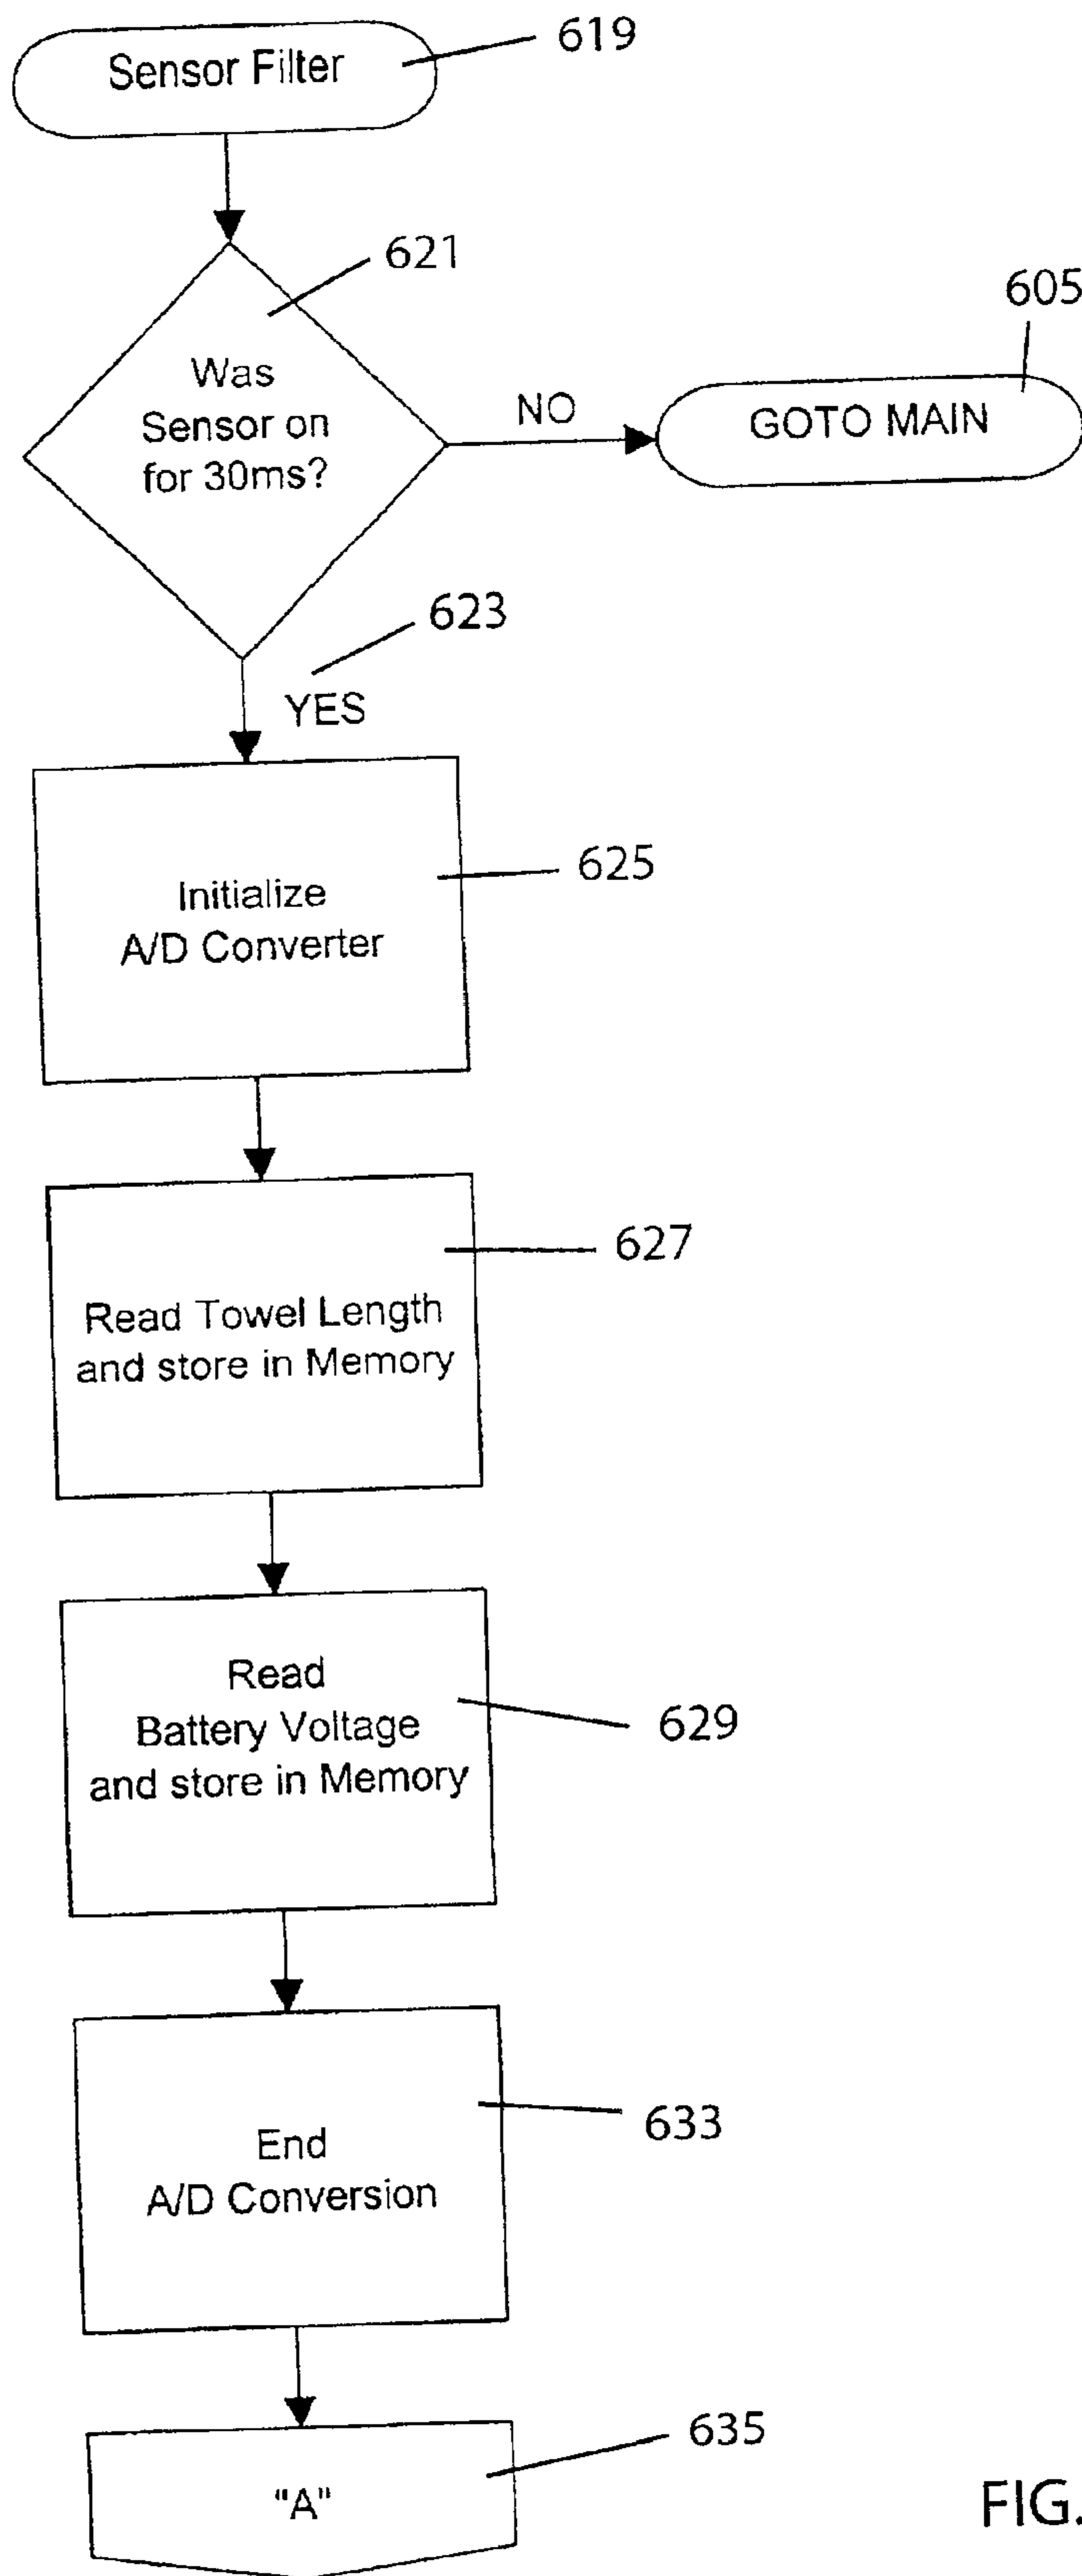 Sensor Filter
619
621
Was
Sensor on
for 30ms?
NO
605
GOTO MAIN
623
YES
625
Initialize
A/D Converter
627
Read Towel Length
and store in Memory
Read
Battery Voltage
and store in Memory
629
End
A/D Conversion
633
635
"A"
FIG.